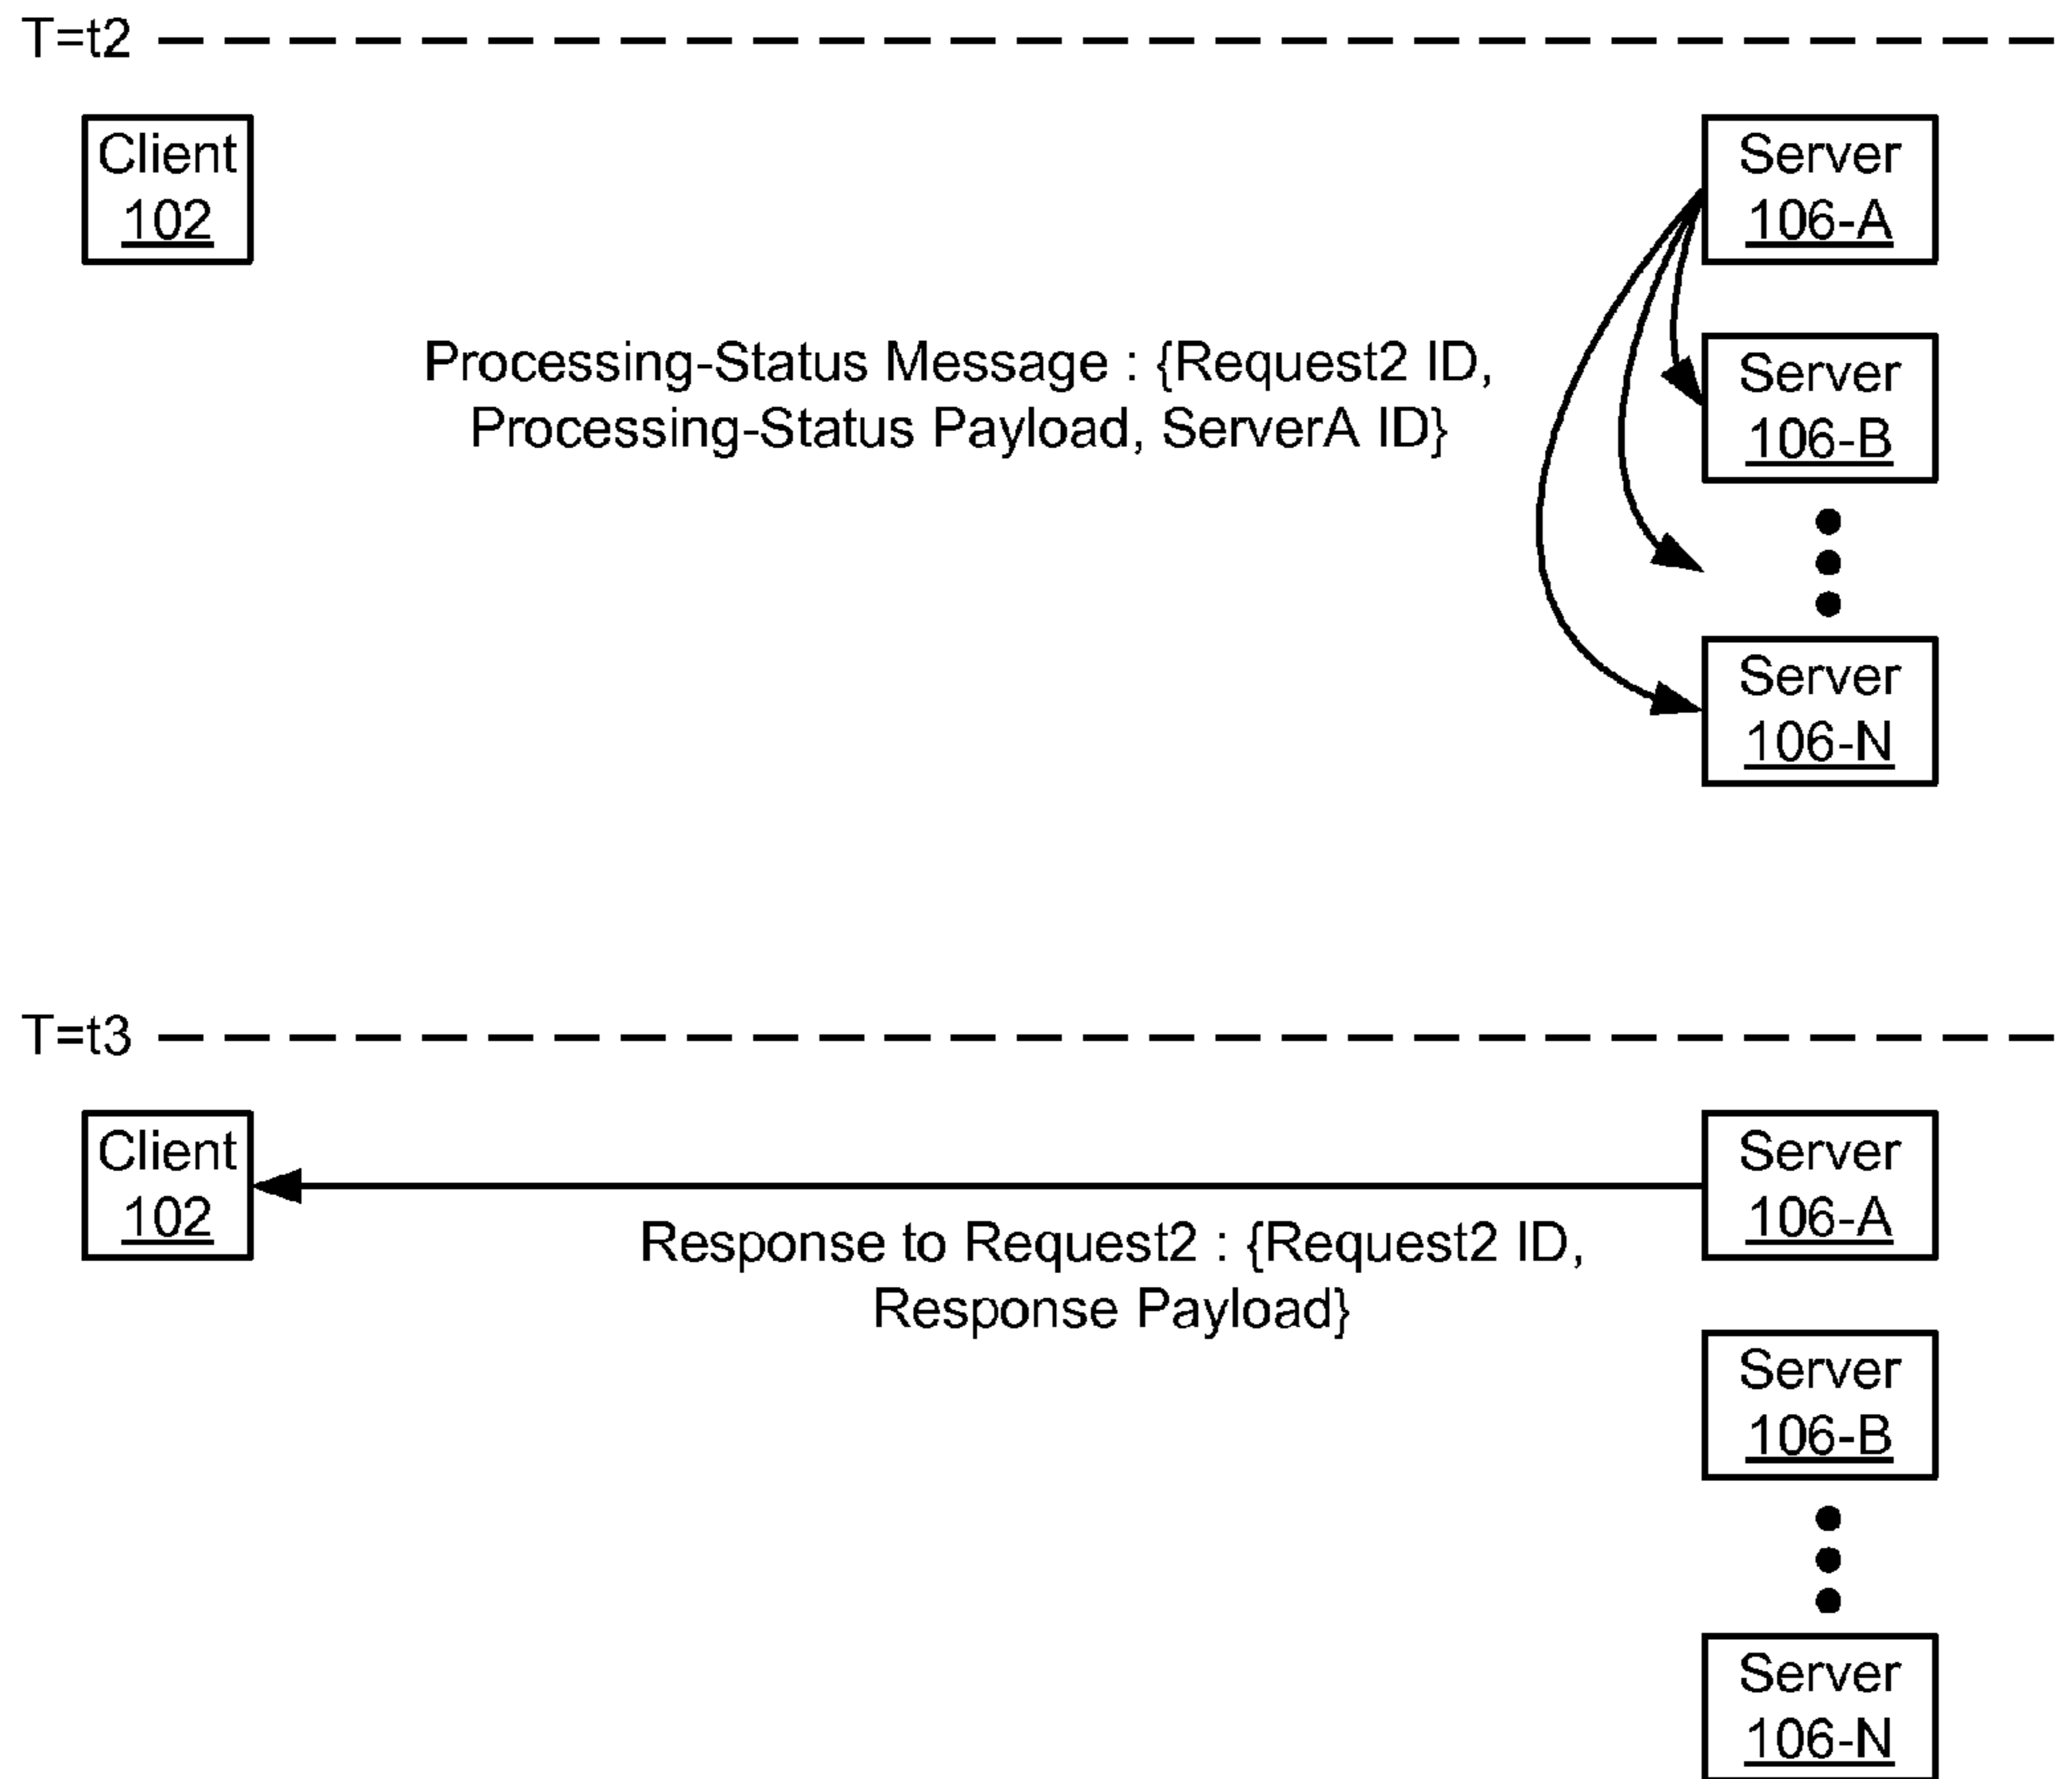 T=t2
Client
102
Server
106-A
Processing-Status Message : {Request2 ID,
Processing-Status Payload, ServerA ID}
Server
106-B
Server
106-N
T=t3
Client
102
Server
106-A
Response to Request2 : {Request2 ID,
Response Payload}
Server
106-B
Server
106-N